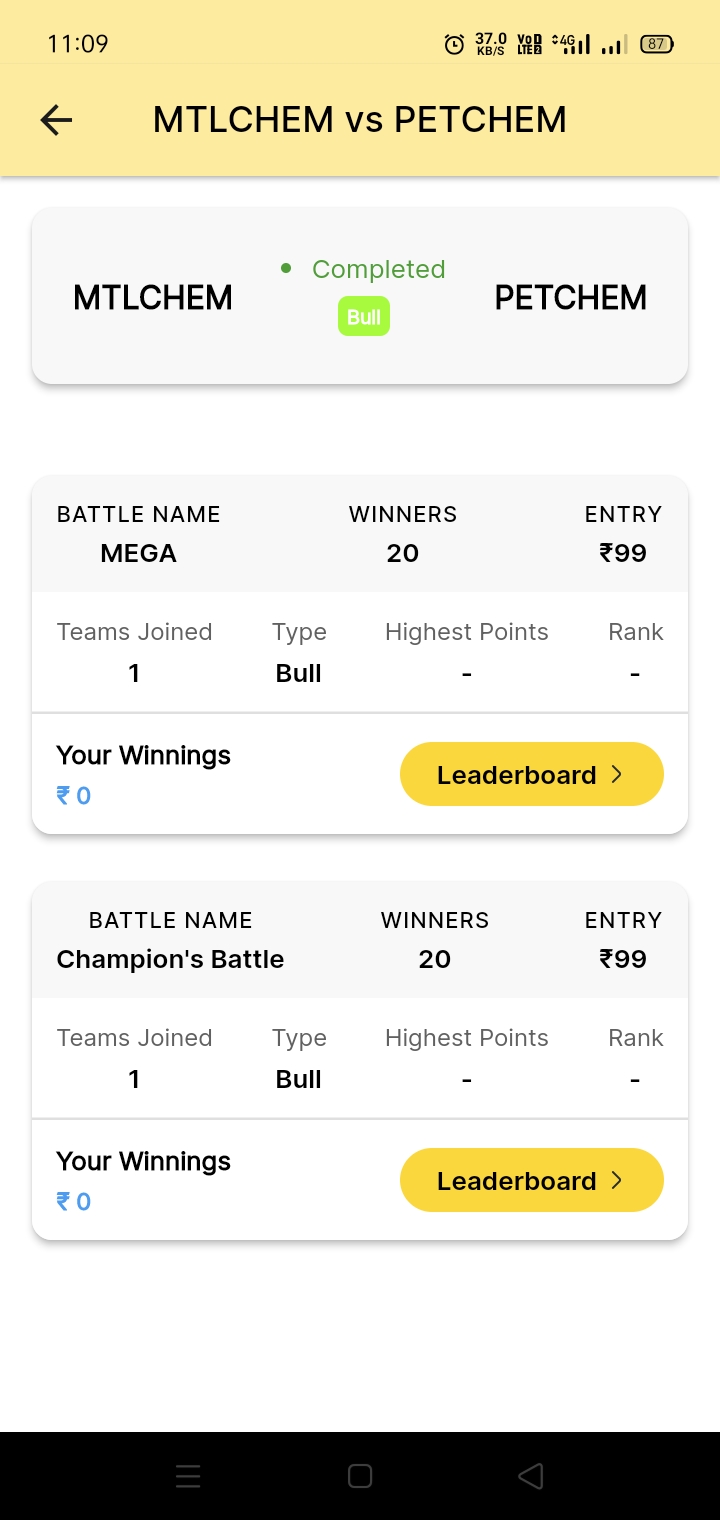 11:09 37.0 KB/S VoD LTE2 4G 87
MTLCHEM vs PETCHEM
Completed
MTLCHEM Bull PETCHEM
BATTLE NAME WINNERS ENTRY
MEGA 20 ₹99
Teams Joined Type Highest Points Rank
1 Bull - -
Your Winnings
Leaderboard
₹ 0
BATTLE NAME WINNERS ENTRY
Champion's Battle 20 ₹99
Teams Joined Type Highest Points Rank
1 Bull - -
Your Winnings
Leaderboard
₹ 0